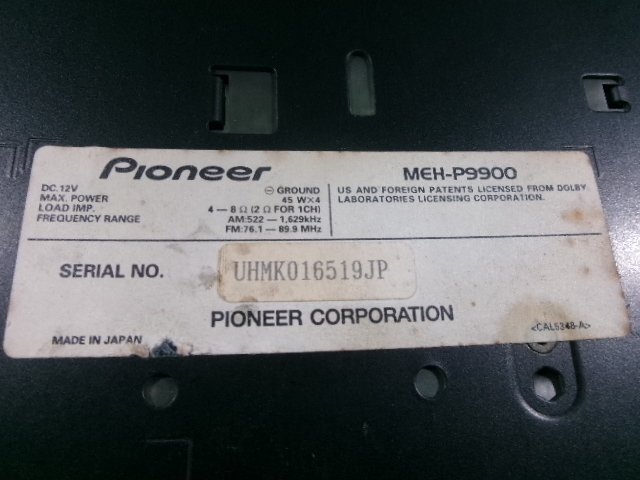 Pioneer
MEH-P9900
DC.12V ⊖ GROUND
MAX. POWER 45 W×4
LOAD IMP. 4 – 8 Ω (2 Ω FOR 1CH)
FREQUENCY RANGE AM:522 – 1,629kHz
FM:76.1 – 89.9 MHz
US AND FOREIGN PATENTS LICENSED FROM DOLBY
LABORATORIES LICENSING CORPORATION.
SERIAL NO. UHMK016519JP
PIONEER CORPORATION
MADE IN JAPAN
<CAL5348-A>